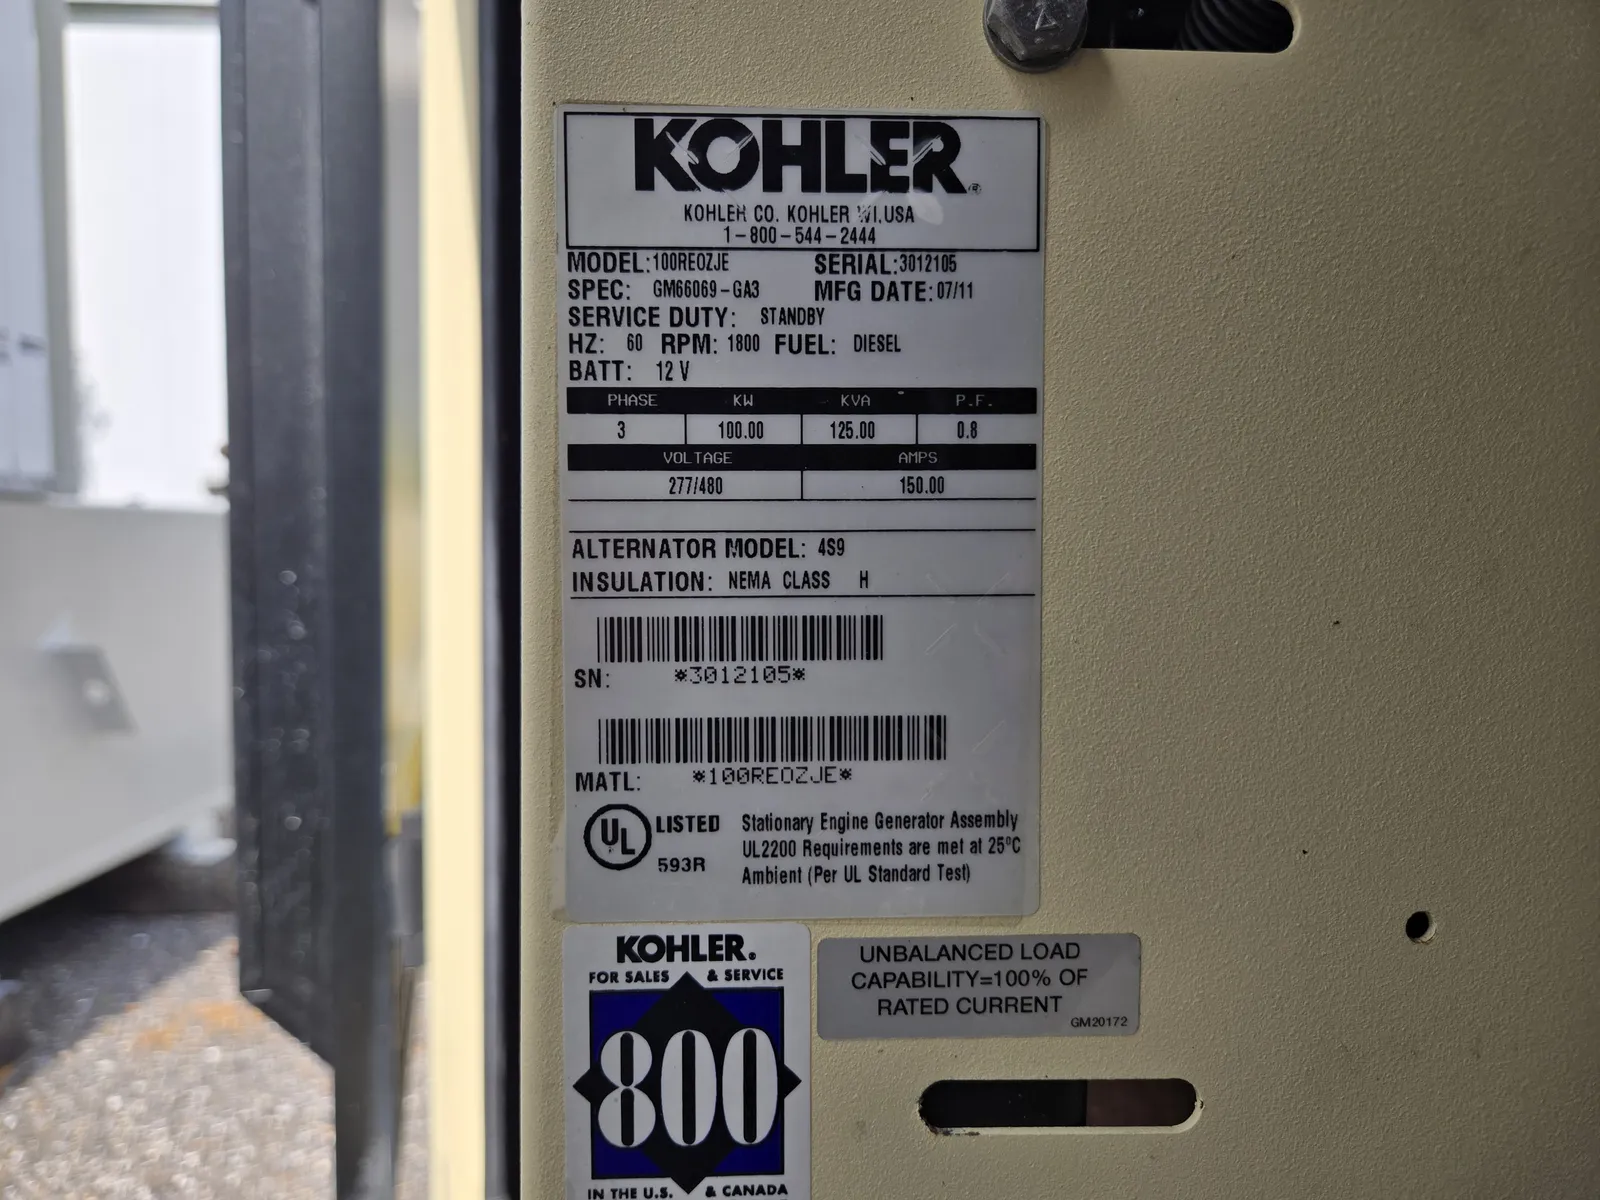 KOHLER®
KOHLER CO. KOHLER WI.USA
1-800-544-2444
MODEL: 100REOZJE SERIAL: 3012105
SPEC: GM66069-GA3 MFG DATE: 07/11
SERVICE DUTY: STANDBY
HZ: 60 RPM: 1800 FUEL: DIESEL
BATT: 12 V
PHASE KW KVA P.F.
3 100.00 125.00 0.8
VOLTAGE AMPS
277/480 150.00
ALTERNATOR MODEL: 4S9
INSULATION: NEMA CLASS H
SN: *3012105*
MATL: *100REOZJE*
UL LISTED 593R
Stationary Engine Generator Assembly
UL2200 Requirements are met at 25°C
Ambient (Per UL Standard Test)
KOHLER®
FOR SALES & SERVICE
800
IN THE U.S. & CANADA
UNBALANCED LOAD
CAPABILITY=100% OF
RATED CURRENT
GM20172